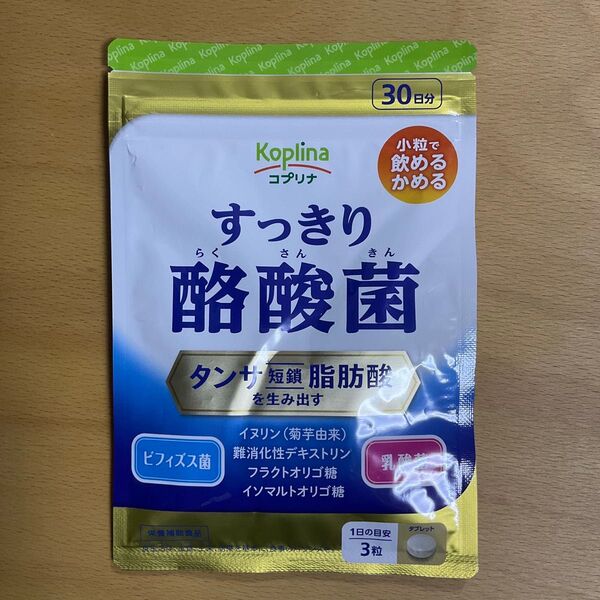 Koplina Koplina Koplina Koplina Koplina Koplina
30日分
Koplina
コプリナ
小粒で
飲める
かめる
すっきり
らく さん きん
酪酸菌
タンサ 短鎖 脂肪酸
を生み出す
イヌリン(菊芋由来)
難消化性デキストリン
フラクトオリゴ糖
イソマルトオリゴ糖
ビフィズス菌
乳酸菌
栄養補助食品
1日の目安
3粒
タブレット